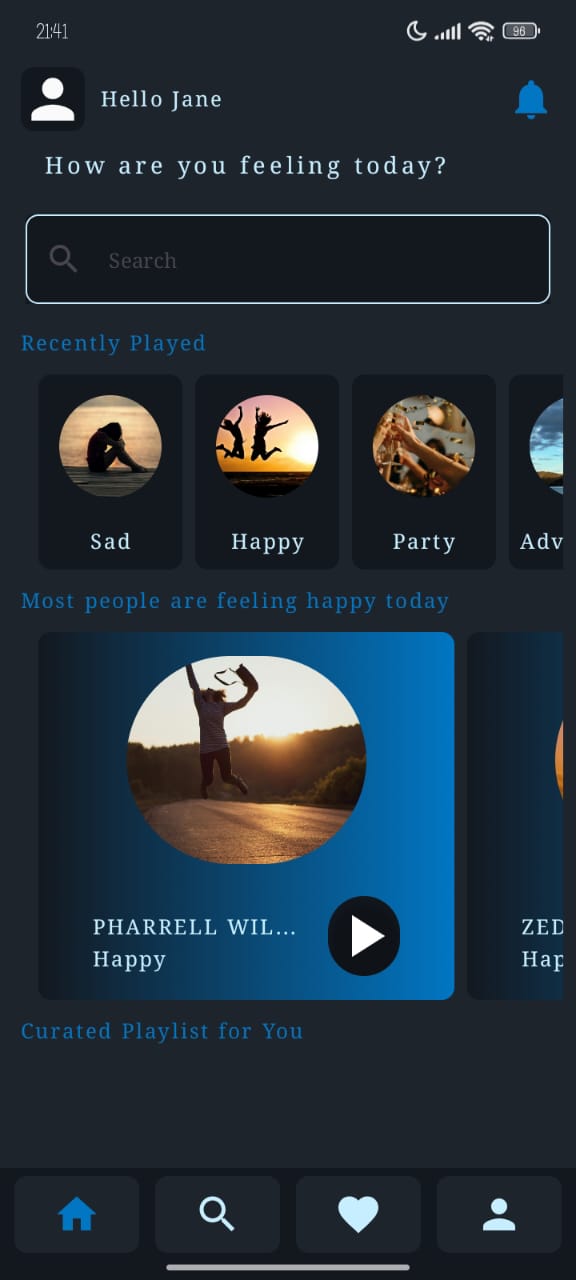 21:41
96
Hello Jane
How are you feeling today?
Search
Recently Played
Sad
Happy
Party
Adv
Most people are feeling happy today
PHARRELL WIL...
Happy
ZED
Hap
Curated Playlist for You